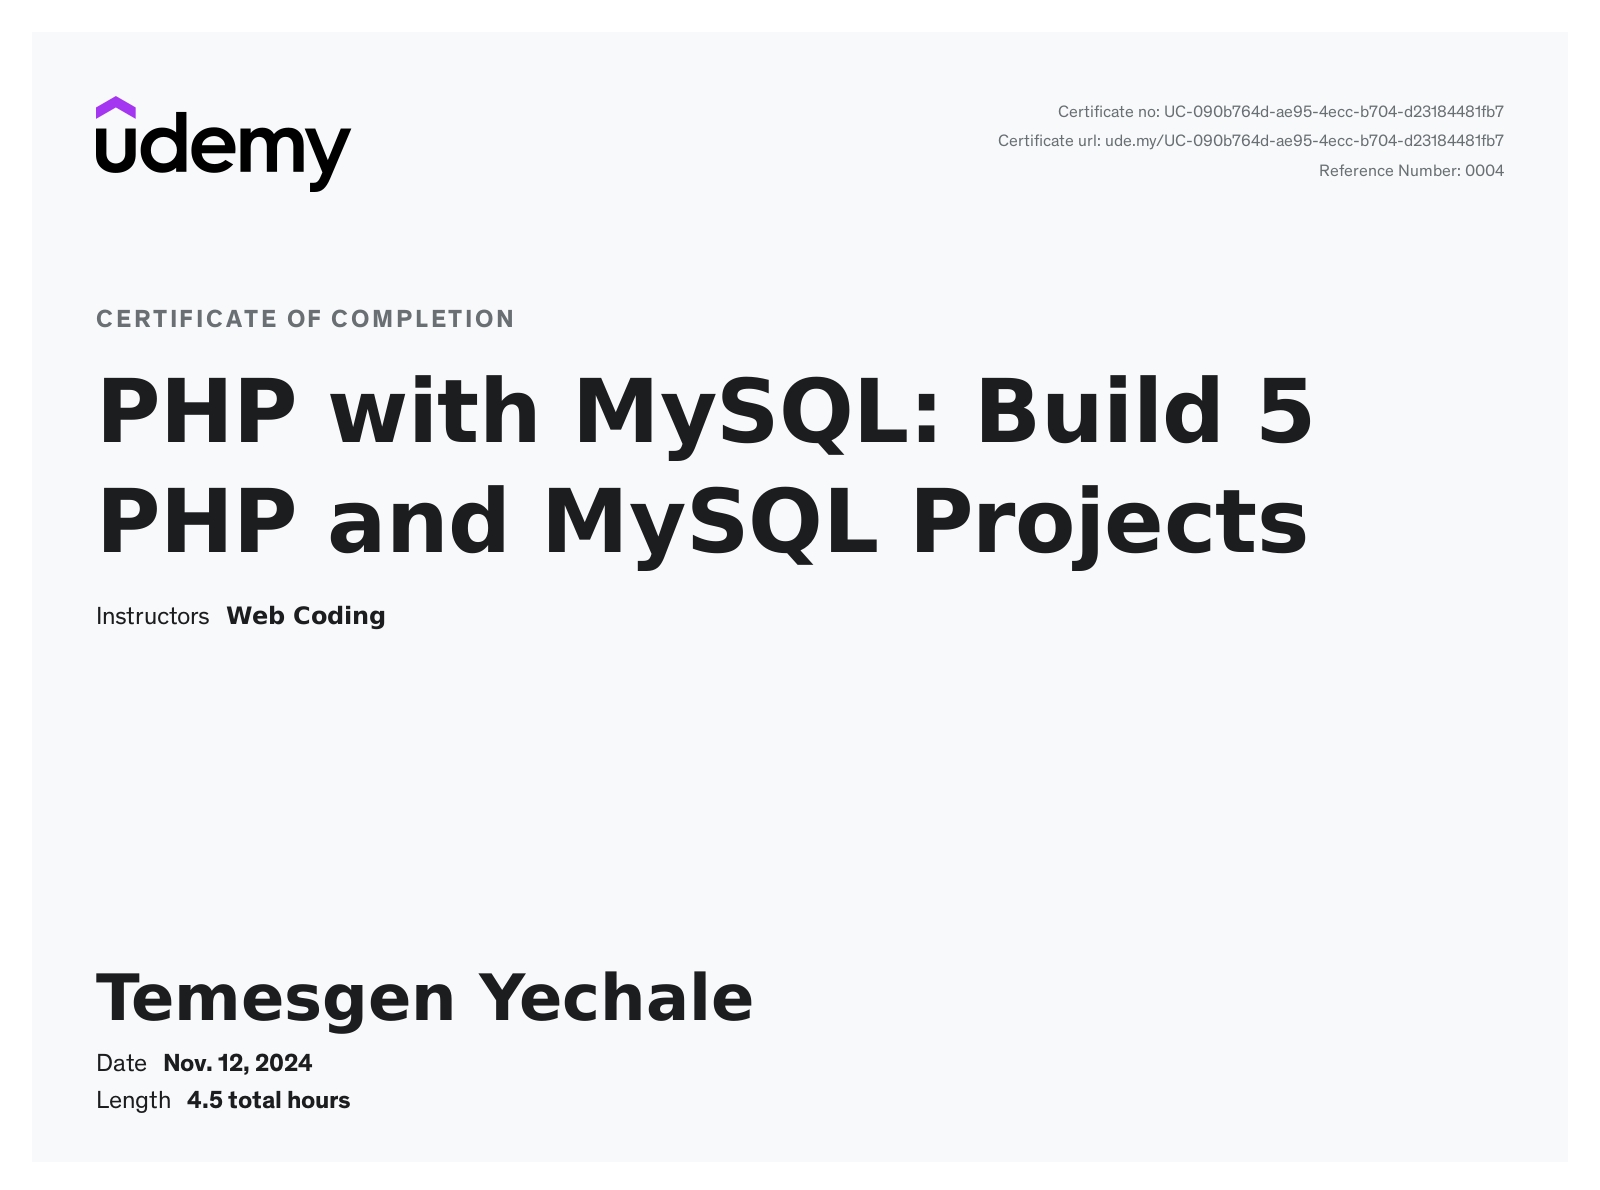 udemy
Certificate no: UC-090b764d-ae95-4ecc-b704-d23184481fb7
Certificate url: ude.my/UC-090b764d-ae95-4ecc-b704-d23184481fb7
Reference Number: 0004
CERTIFICATE OF COMPLETION
PHP with MySQL: Build 5
PHP and MySQL Projects
Instructors Web Coding
Temesgen Yechale
Date Nov. 12, 2024
Length 4.5 total hours